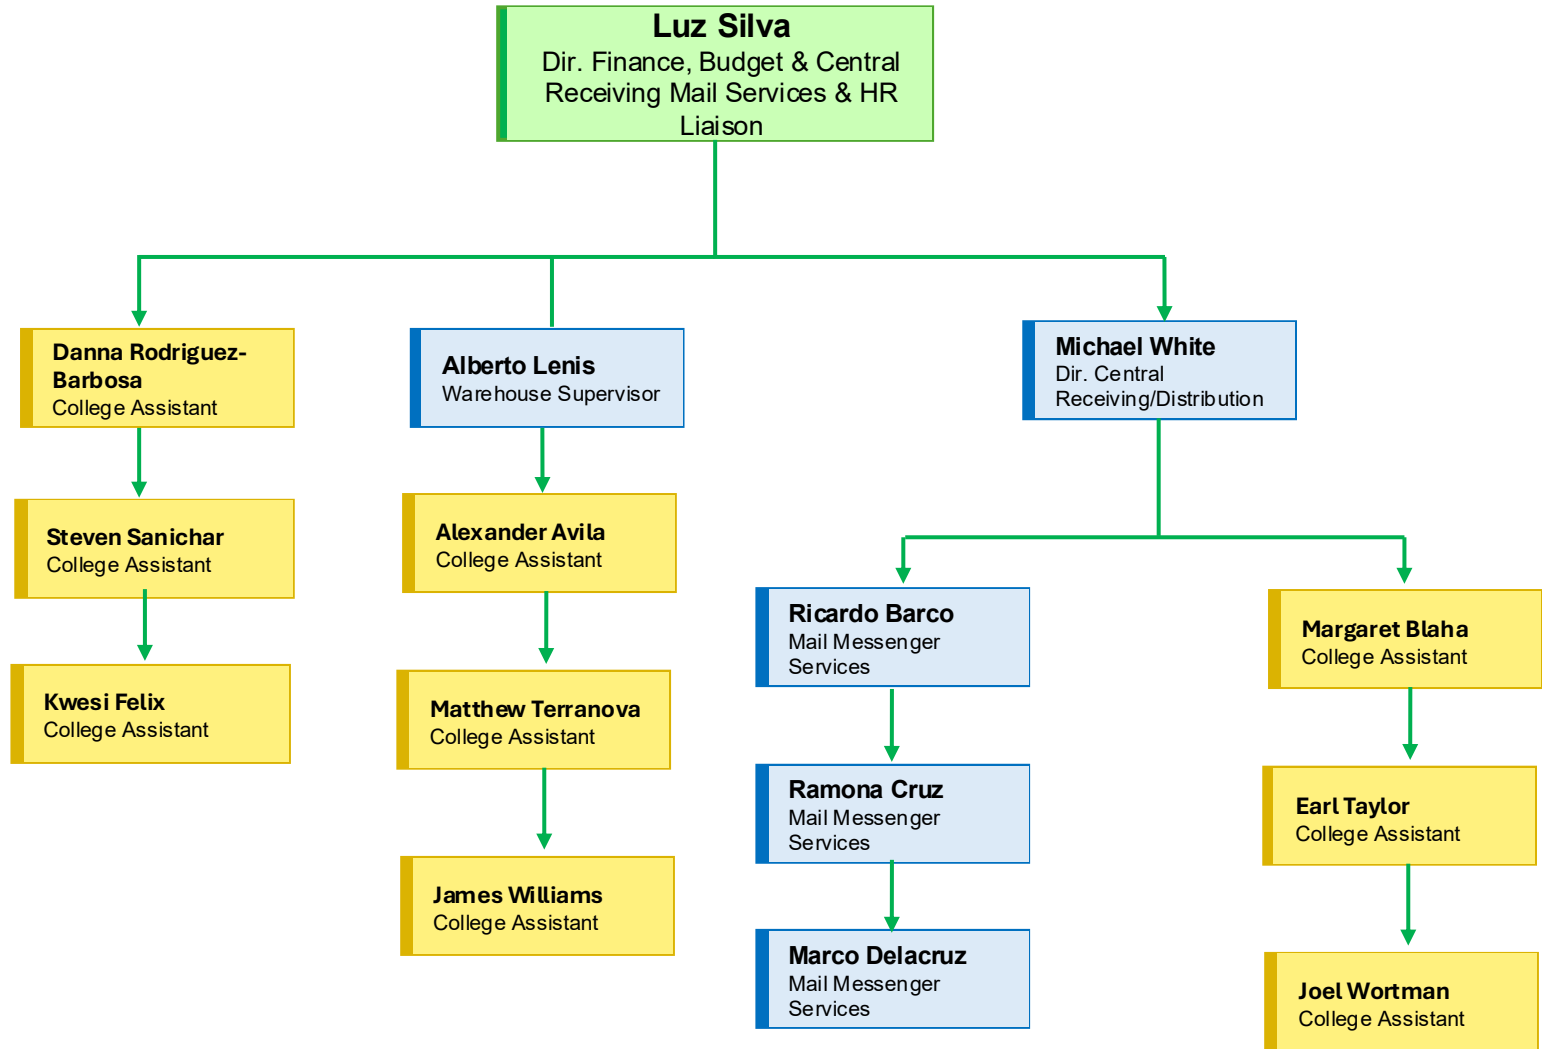 Luz Silva
Dir. Finance, Budget & Central
Receiving Mail Services & HR
Liaison
Danna Rodriguez-
Barbosa
College Assistant
Alberto Lenis
Warehouse Supervisor
Michael White
Dir. Central
Receiving/Distribution
Steven Sanichar
College Assistant
Alexander Avila
College Assistant
Ricardo Barco
Mail Messenger
Services
Margaret Blaha
College Assistant
Kwesi Felix
College Assistant
Matthew Terranova
College Assistant
Ramona Cruz
Mail Messenger
Services
Earl Taylor
College Assistant
James Williams
College Assistant
Marco Delacruz
Mail Messenger
Services
Joel Wortman
College Assistant